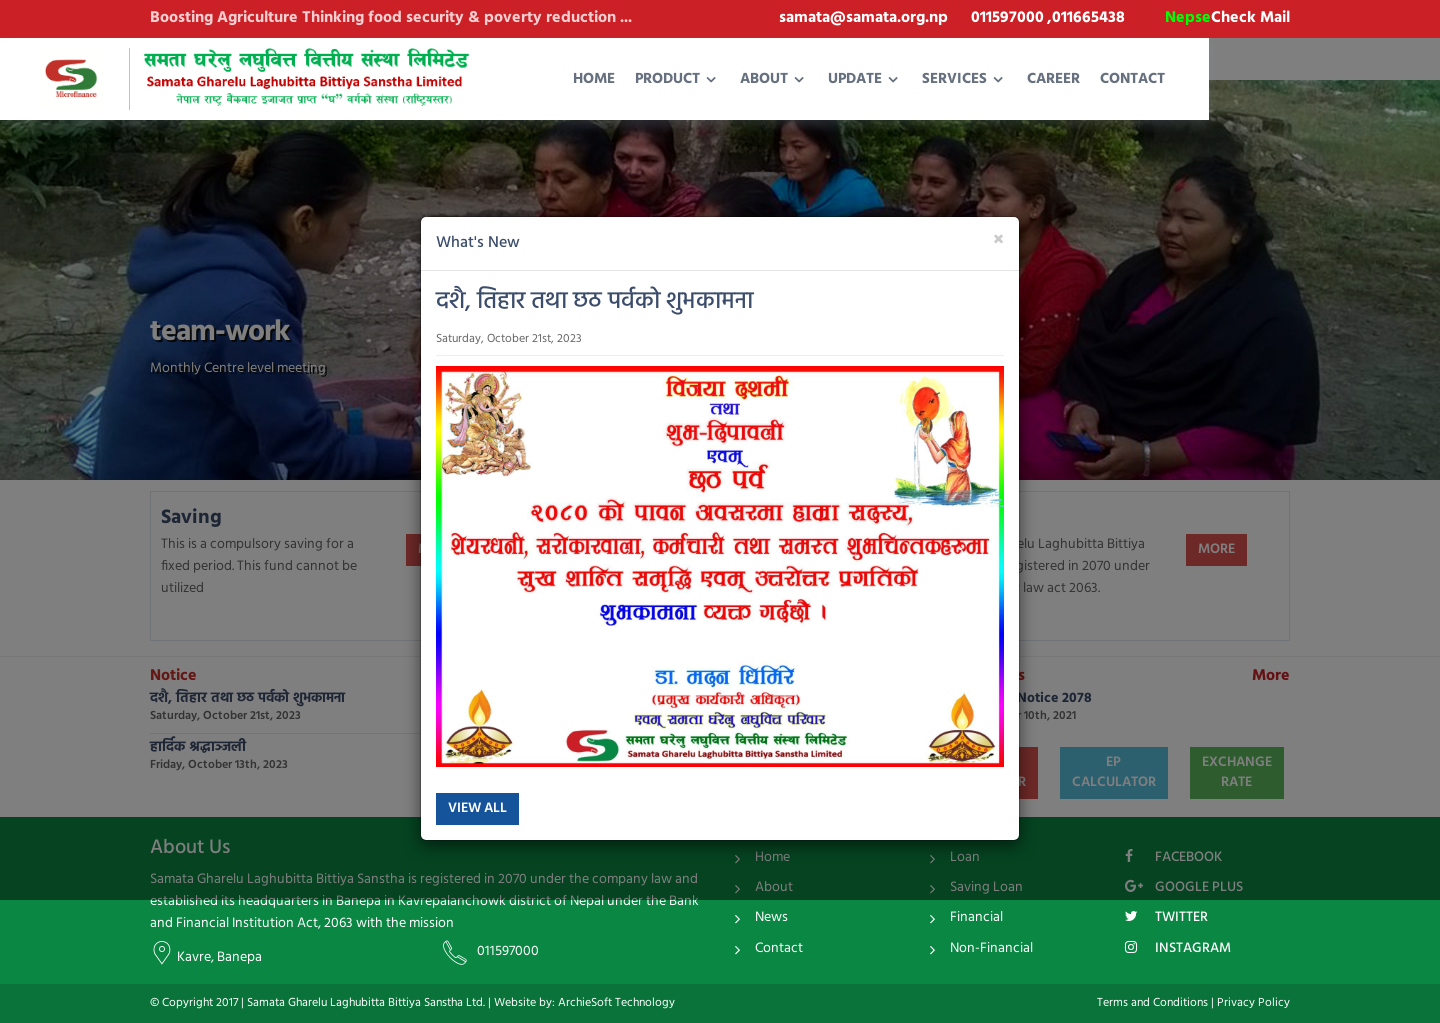 Boosting Agriculture Thinking food security & poverty reduction ...
samata@samata.org.np 011597000 ,011665438 NepseCheck Mail
Microfinance
समता घरेलु लघुवित्त वित्तीय संस्था लिमिटेड
Samata Gharelu Laghubitta Bittiya Sanstha Limited
नेपाल राष्ट्र बैंकबाट इजाजत प्राप्त "घ" वर्गको संस्था (राष्ट्रियस्तर)
HOME PRODUCT ABOUT UPDATE SERVICES CAREER CONTACT
team-work
Monthly Centre level meeting
What's New ×
दशै, तिहार तथा छठ पर्वको शुभकामना
Saturday, October 21st, 2023
विजया दशमी
तथा
शुभ-दिपावली
एवम्
छठ पर्व
२०८० को पावन अवसरमा हाम्रा सदस्य,
शेयरधनी, सरोकारवाला, कर्मचारी तथा समस्त शुभचिन्तकहरूमा
सुख शान्ति समृद्धि एवम् उत्तरोत्तर प्रगतिको
शुभकामना व्यक्त गर्दछौं ।
डा. मदन घिमिरे
(प्रमुख कार्यकारी अधिकृत)
एवम् समता घरेलु लघुवित्त परिवार
समता घरेलु लघुवित्त वित्तीय संस्था लिमिटेड
Samata Gharelu Laghubitta Bittiya Sanstha Limited
VIEW ALL
Saving
This is a compulsory saving for a
fixed period. This fund cannot be
utilized
elu Laghubitta Bittiya
gistered in 2070 under
law act 2063.
MORE
Notice
दशै, तिहार तथा छठ पर्वको शुभकामना
Saturday, October 21st, 2023
हार्दिक श्रद्धाञ्जली
Friday, October 13th, 2023
More
Notice 2078
10th, 2021
EP
CALCULATOR
EXCHANGE
RATE
About Us
Samata Gharelu Laghubitta Bittiya Sanstha is registered in 2070 under the company law and
established its headquarters in Banepa in Kavrepalanchowk district of Nepal under the Bank
and Financial Institution Act, 2063 with the mission
Kavre, Banepa 011597000
Home
About
News
Contact
Loan
Saving Loan
Financial
Non-Financial
FACEBOOK
GOOGLE PLUS
TWITTER
INSTAGRAM
© Copyright 2017 | Samata Gharelu Laghubitta Bittiya Sanstha Ltd. | Website by: ArchieSoft Technology
Terms and Conditions | Privacy Policy